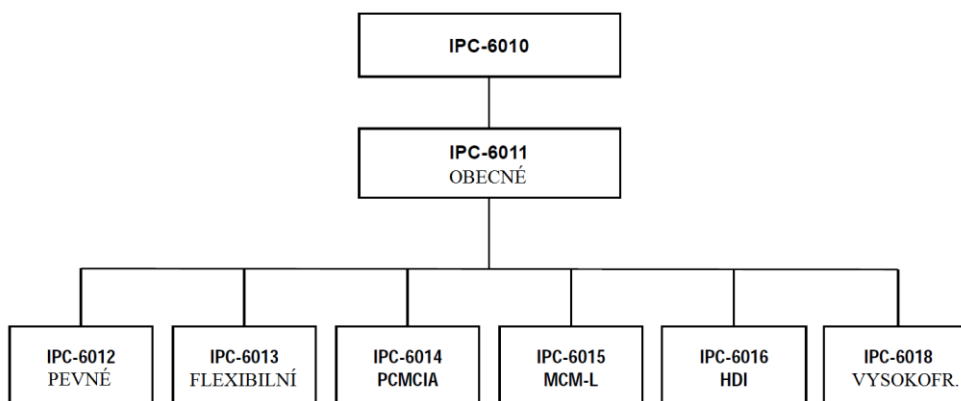 IPC-6010
IPC-6011
OBECNÉ
IPC-6012
PEVNÉ
IPC-6013
FLEXIBILNÍ
IPC-6014
PCMCIA
IPC-6015
MCM-L
IPC-6016
HDI
IPC-6018
VYSOKOFR.